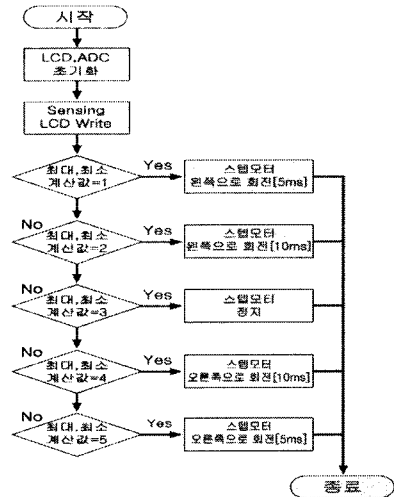 시작
LCD,ADC
초기화
Sensing
LCD Write
최대,최소
계산값=1
Yes
스텝모터
왼쪽으로 회전[5ms]
No
최대,최소
계산값=2
Yes
스텝모터
왼쪽으로 회전[10ms]
No
최대,최소
계산값=3
Yes
스텝모터
정지
No
최대,최소
계산값=4
Yes
스텝모터
오른쪽으로 회전[10ms]
No
최대,최소
계산값=5
Yes
스텝모터
오른쪽으로 회전[5ms]
종료